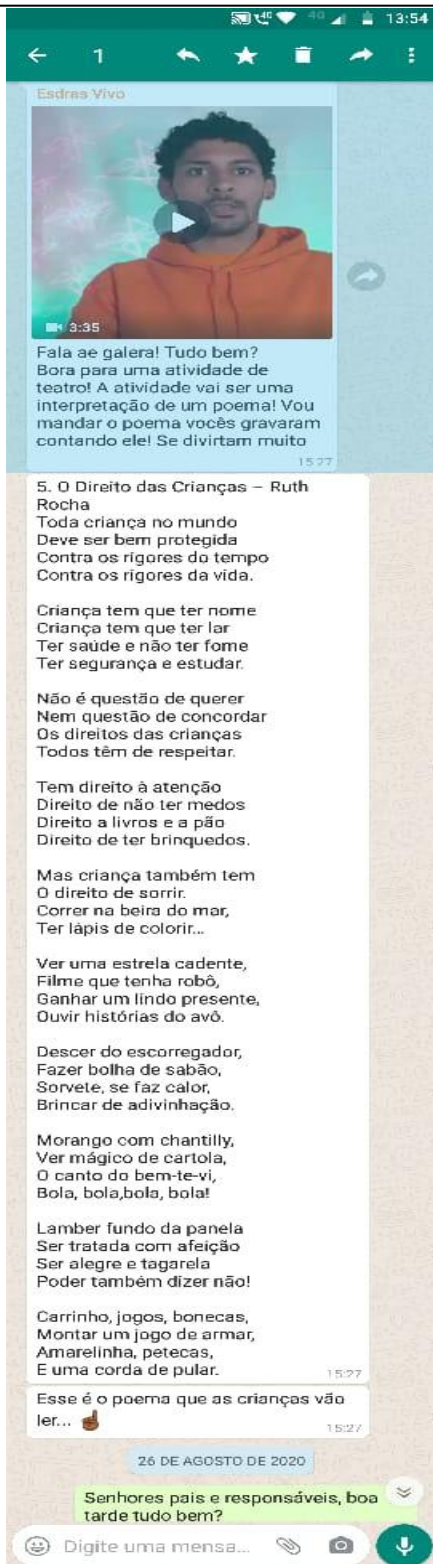 4G 4G 13:54
1
Esdras Vivo
3:35
Fala ae galera! Tudo bem?
Bora para uma atividade de
teatro! A atividade vai ser uma
interpretação de um poema! Vou
mandar o poema vocês gravaram
contando ele! Se divirtam muito
15:27
5. O Direito das Crianças – Ruth
Rocha
Toda criança no mundo
Deve ser bem protegida
Contra os rigores do tempo
Contra os rigores da vida.
Criança tem que ter nome
Criança tem que ter lar
Ter saúde e não ter fome
Ter segurança e estudar.
Não é questão de querer
Nem questão de concordar
Os direitos das crianças
Todos têm de respeitar.
Tem direito à atenção
Direito de não ter medos
Direito a livros e a pão
Direito de ter brinquedos.
Mas criança também tem
O direito de sorrir.
Correr na beira do mar,
Ter lápis de colorir...
Ver uma estrela cadente,
Filme que tenha robô,
Ganhar um lindo presente,
Ouvir histórias do avô.
Descer do escorregador,
Fazer bolha de sabão,
Sorvete, se faz calor,
Brincar de adivinhação.
Morango com chantilly,
Ver mágico de cartola,
O canto do bem-te-vi,
Bola, bola,bola, bola!
Lamber fundo da panela
Ser tratada com afeição
Ser alegre e tagarela
Poder também dizer não!
Carrinho, jogos, bonecas,
Montar um jogo de armar,
Amarelinha, petecas,
E uma corda de pular.
15:27
Esse é o poema que as crianças vão
ler...
15:27
26 DE AGOSTO DE 2020
Senhores pais e responsáveis, boa
tarde tudo bem?
Digite uma mensa...